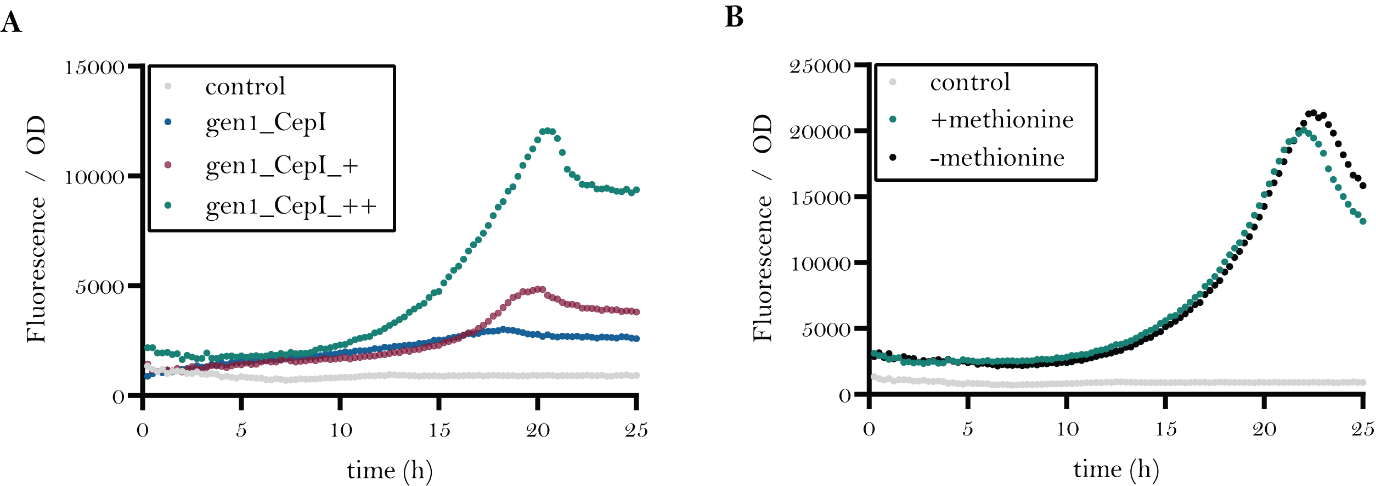 A
Fluorescence / OD
15000
10000
5000
0
control
gen1_CepI
gen1_CepI_+
gen1_CepI_++
0 5 10 15 20 25
time (h)
B
Fluorescence / OD
25000
20000
15000
10000
5000
0
control
+methionine
-methionine
0 5 10 15 20 25
time (h)